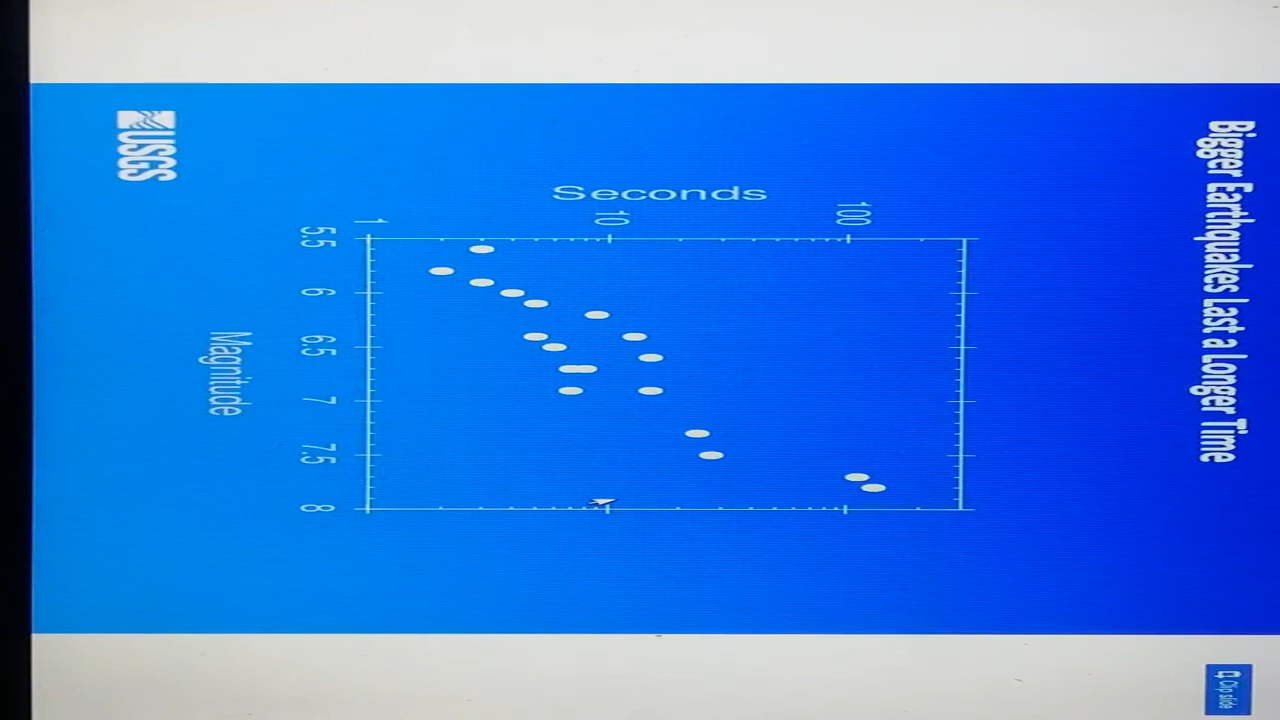 Bigger Earthquakes Last a Longer Time
Seconds
100
10
1
5.5
6
6.5
7
7.5
8
Magnitude
USGS
Clip slide